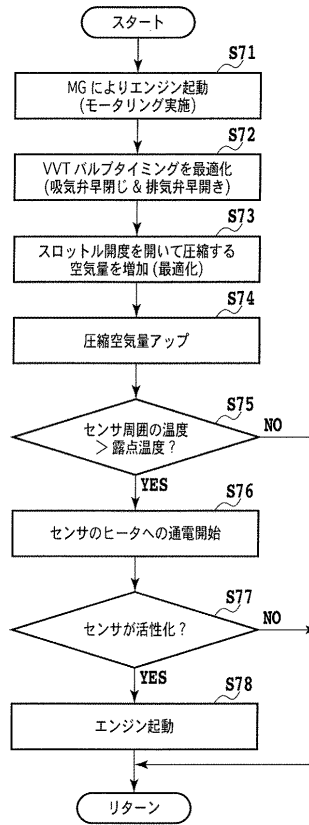 スタート
S71
MGによりエンジン起動
(モータリング実施)
S72
VVTバルブタイミングを最適化
(吸気弁早閉じ & 排気弁早開き)
S73
スロットル開度を開いて圧縮する
空気量を増加(最適化)
S74
圧縮空気量アップ
S75
センサ周囲の温度
＞露点温度？
NO
YES
S76
センサのヒータへの通電開始
S77
センサが活性化？
NO
YES
S78
エンジン起動
リターン